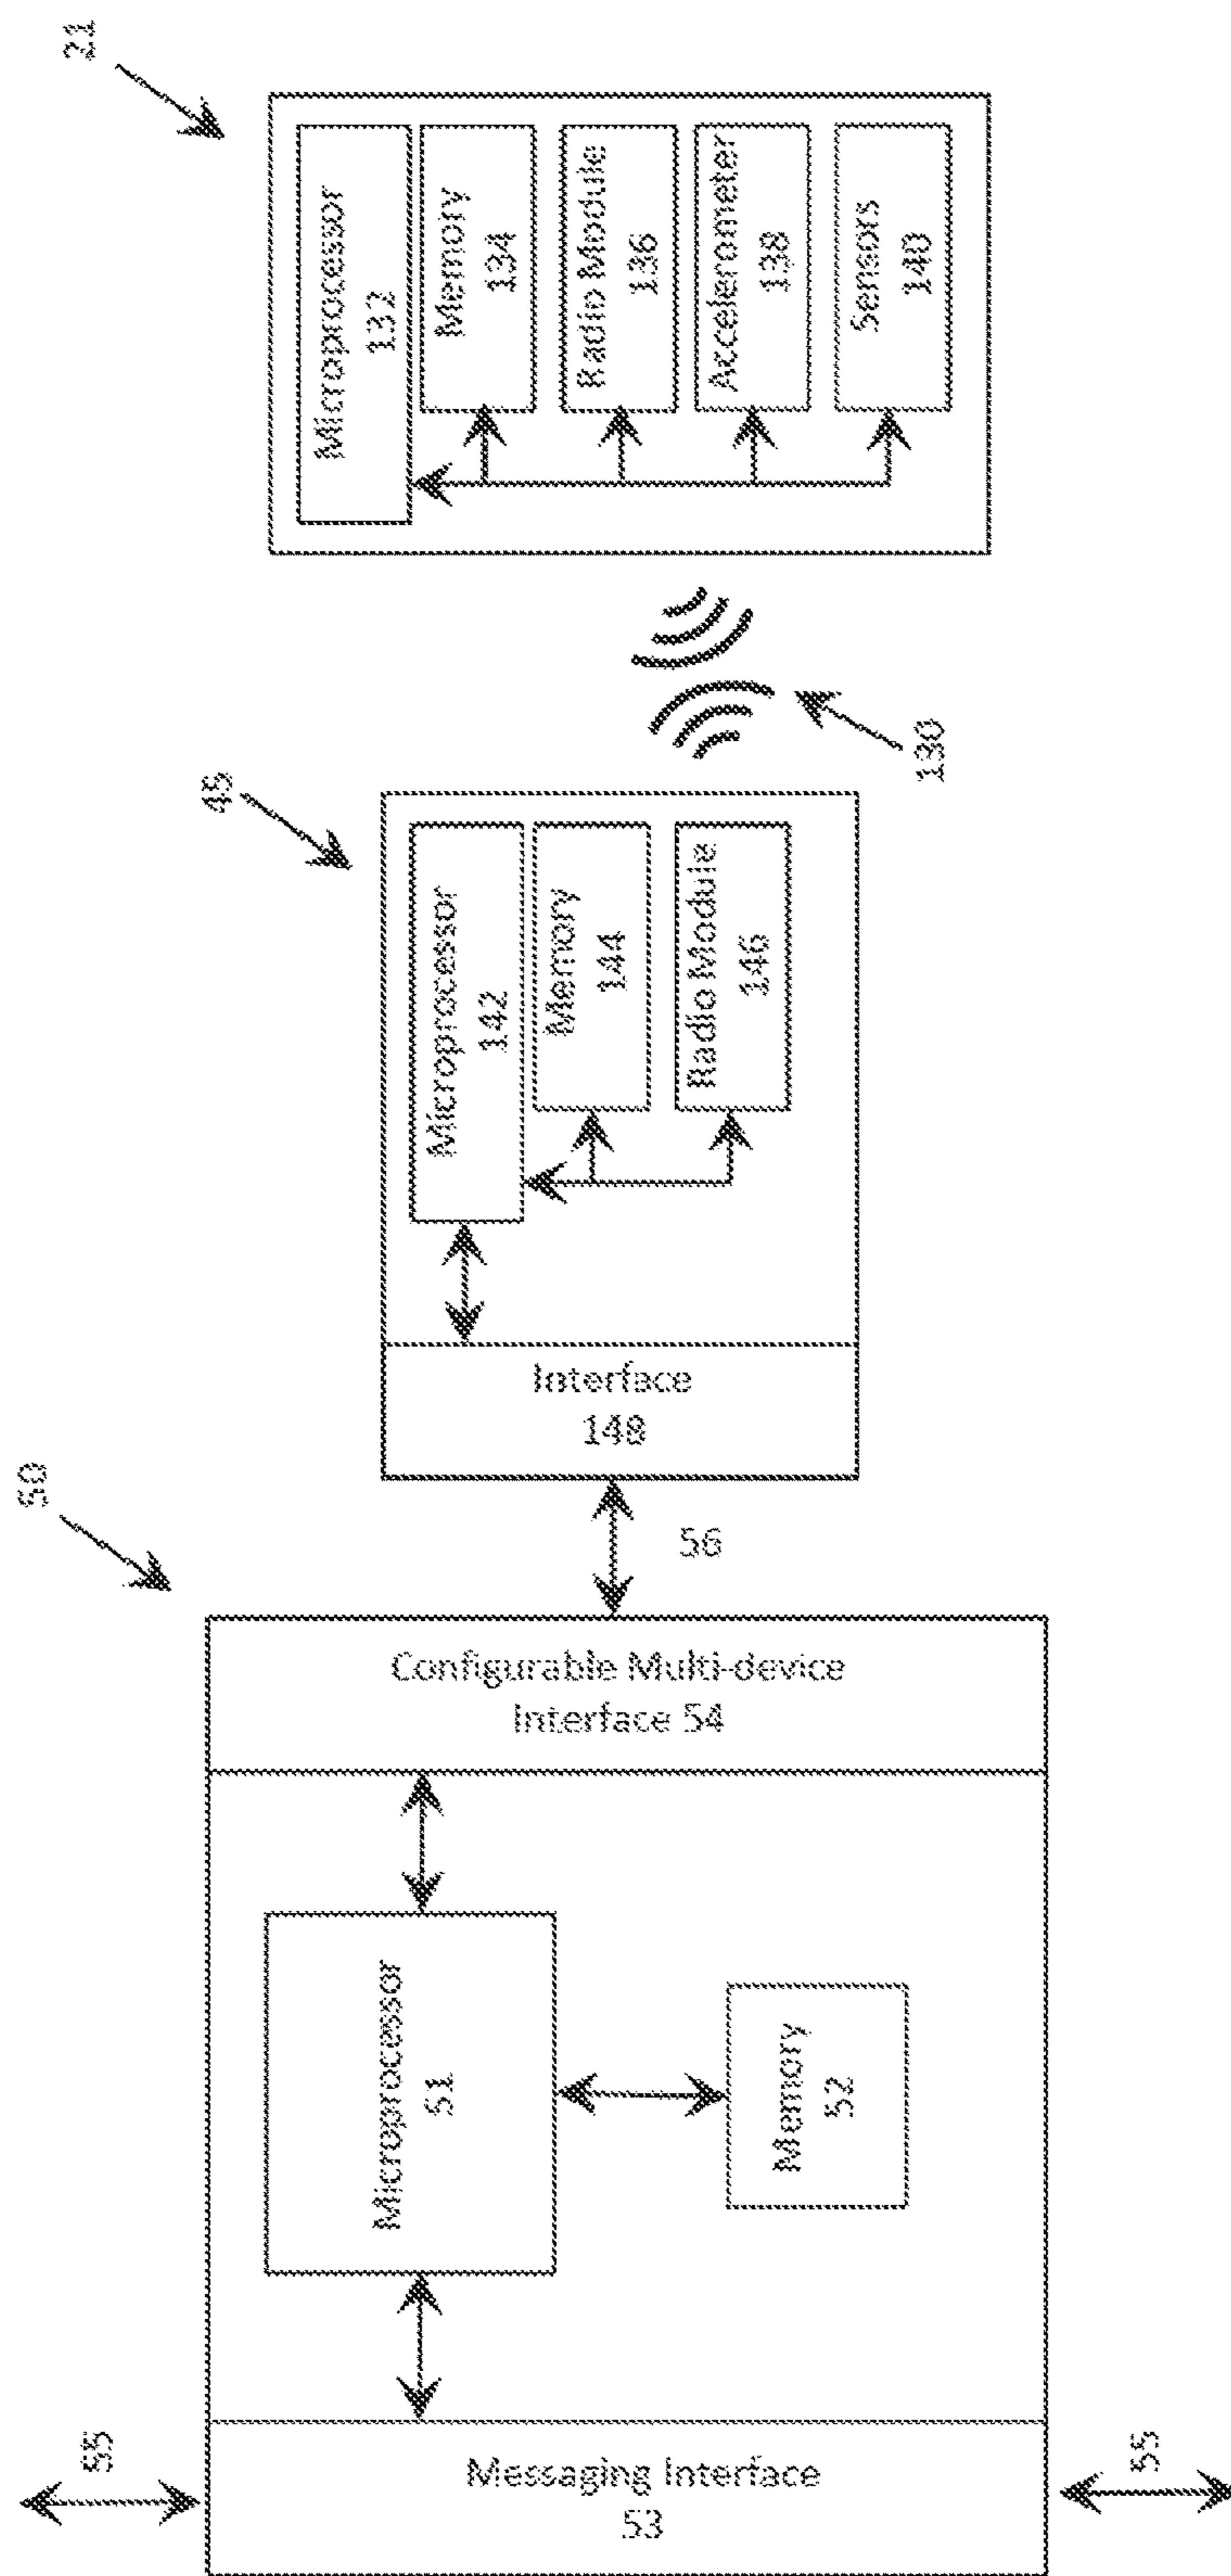 21
Microprocessor
132
Memory
134
Radio Module
136
Accelerometer
138
Sensors
140
130
45
Microprocessor
142
Memory
144
Radio Module
146
Interface
148
56
50
Configurable Multi-device
Interface 54
Microprocessor
51
Memory
52
Messaging Interface
53
55
55